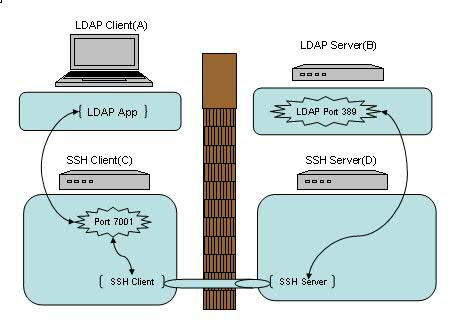 LDAP Client(A)
LDAP Server(B)
{ LDAP App }
LDAP Port 389
SSH Client(C)
SSH Server(D)
Port 7001
{ SSH Client }
{ SSH Server }